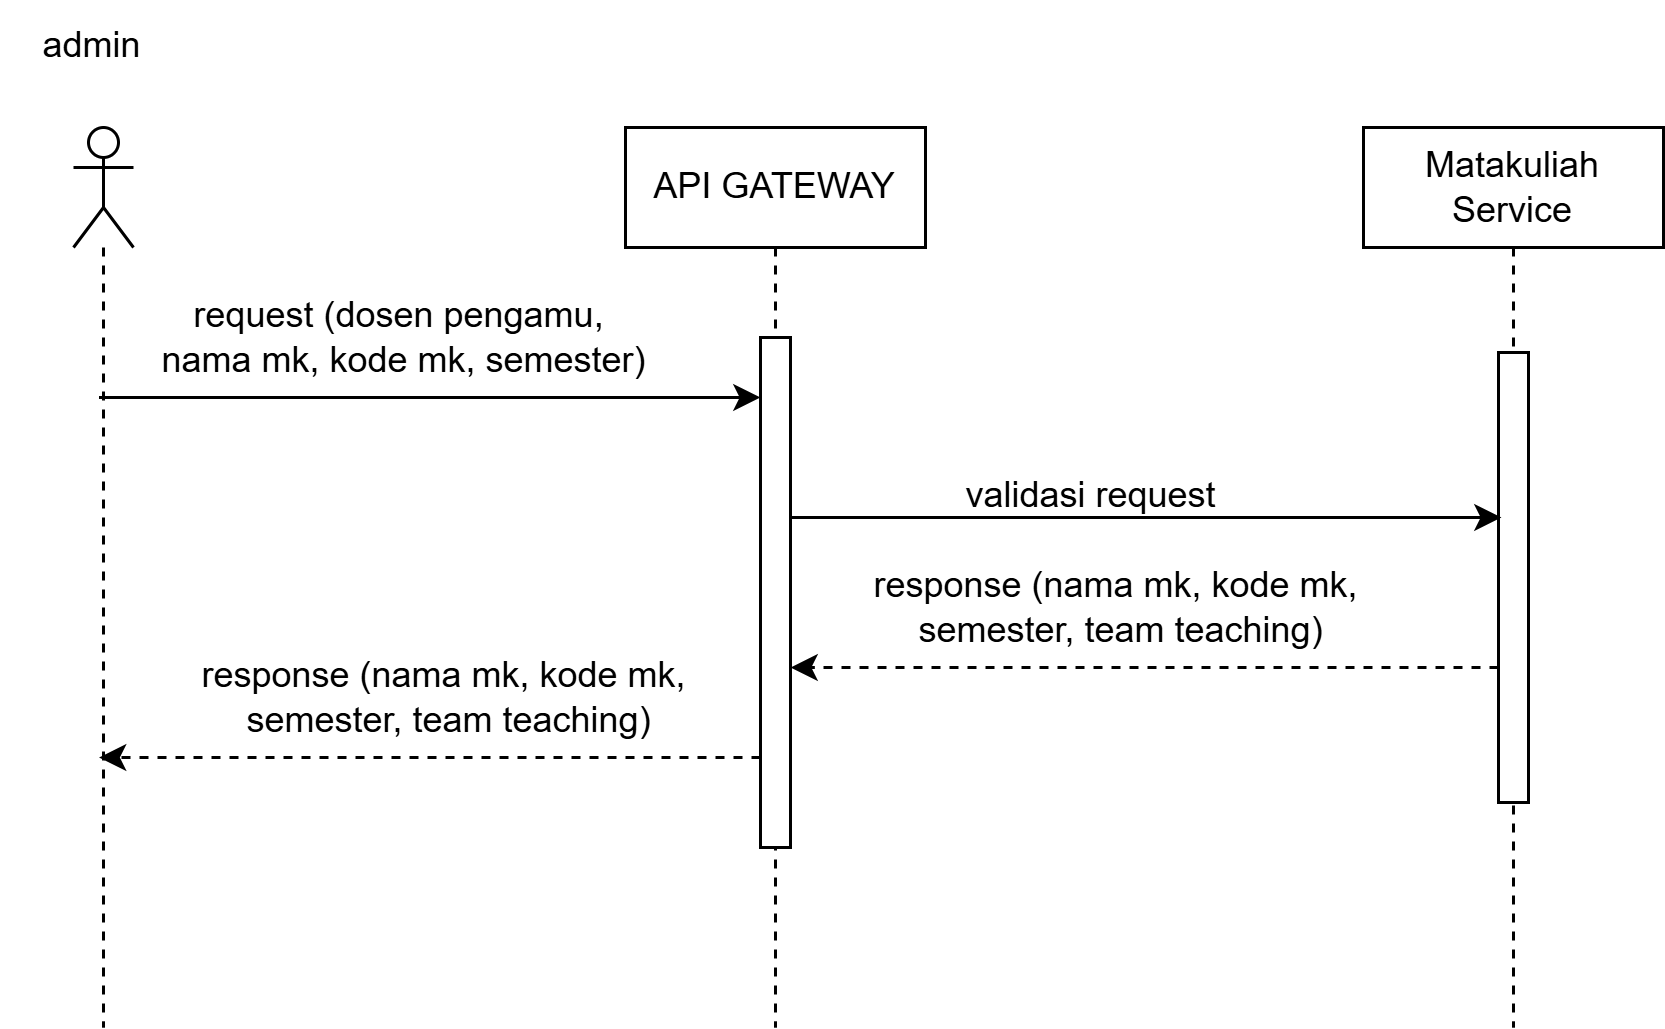 admin
API GATEWAY
Matakuliah
Service
request (dosen pengamu,
nama mk, kode mk, semester)
validasi request
response (nama mk, kode mk,
semester, team teaching)
response (nama mk, kode mk,
semester, team teaching)